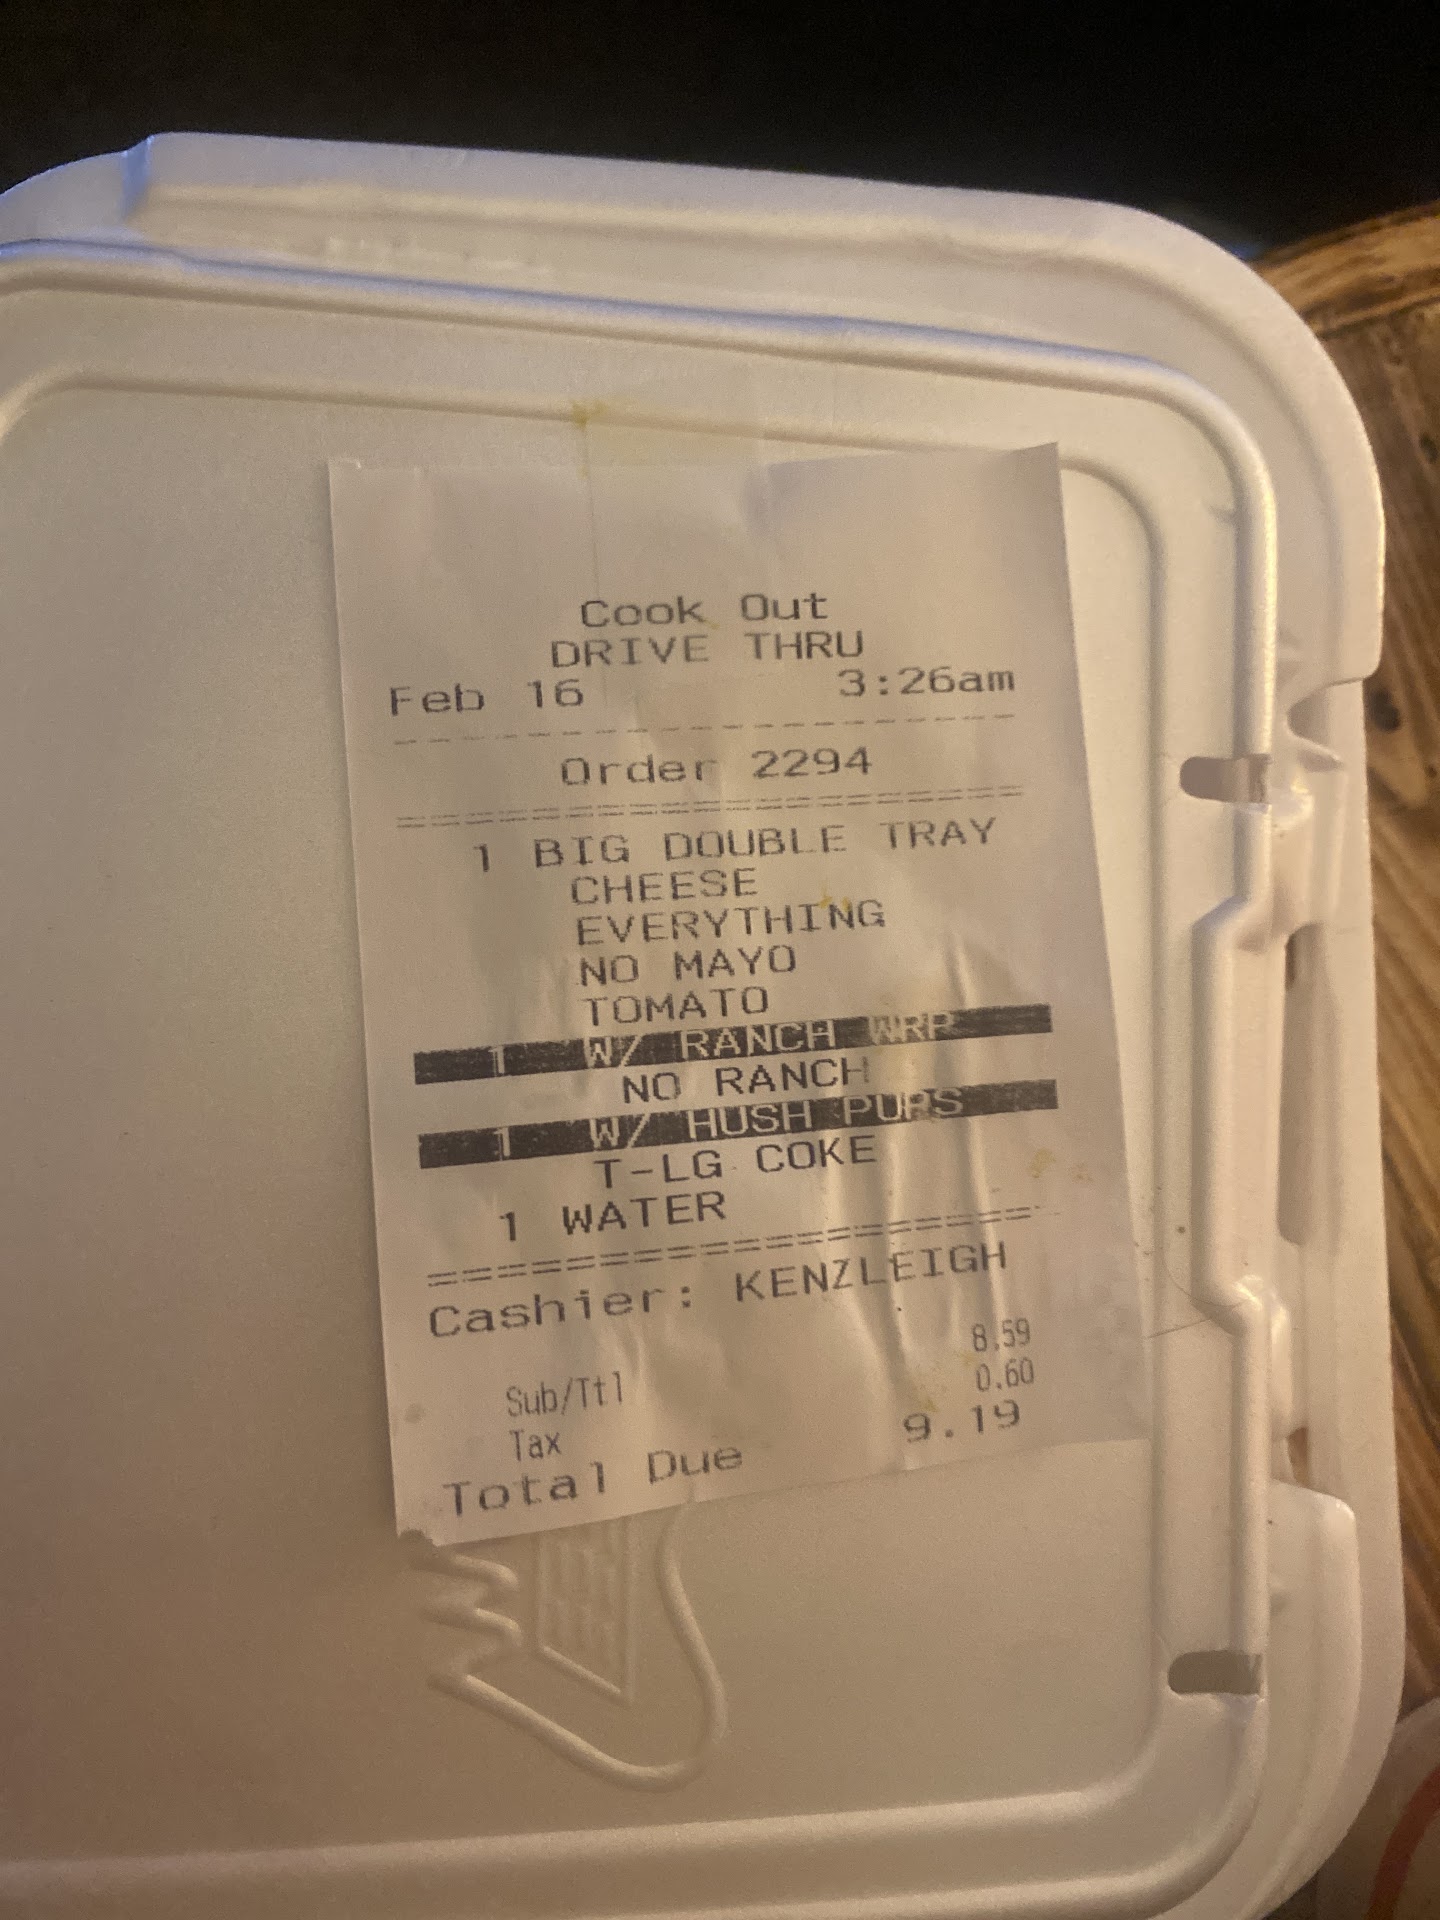 Cook Out
DRIVE THRU
Feb 16 3:26am
Order 2294
1 BIG DOUBLE TRAY
CHEESE
EVERYTHING
NO MAYO
TOMATO
1 W/ RANCH WRP
NO RANCH
1 W/ HUSH PUPS
T-LG COKE
1 WATER
Cashier: KENZLEIGH
Sub/Ttl 8.59
Tax 0.60
Total Due 9.19